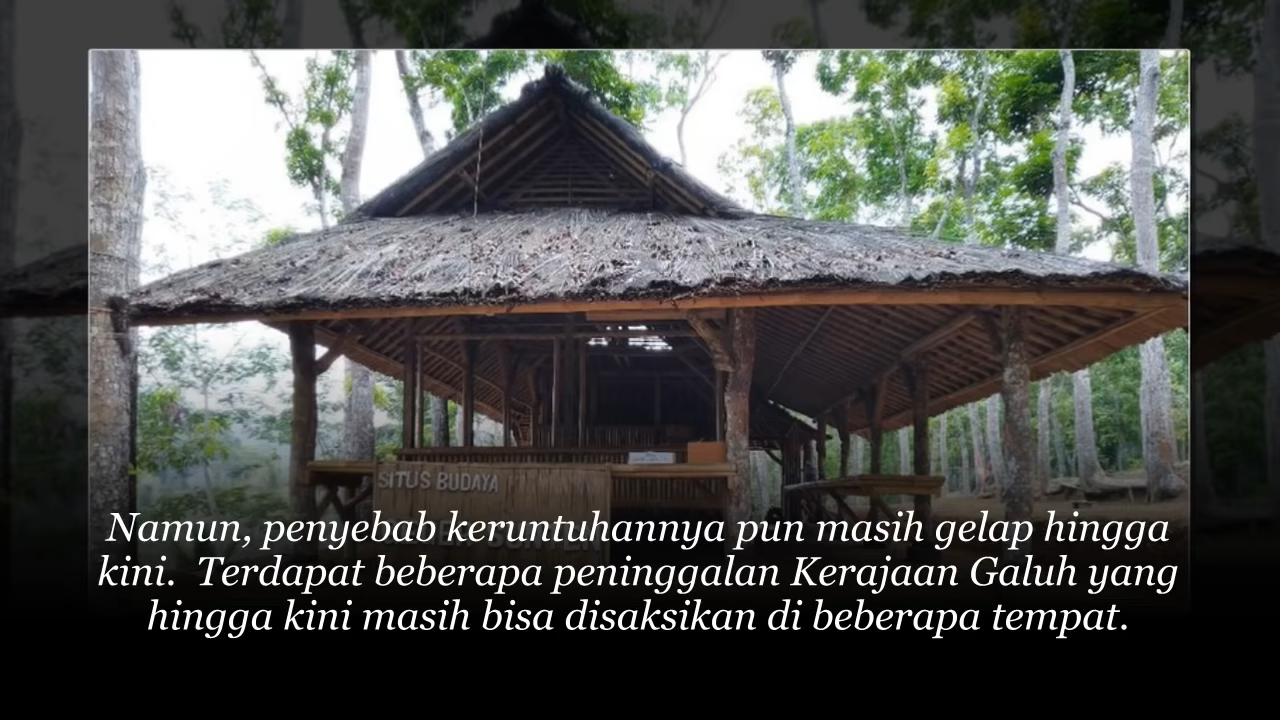 SITUS BUDAYA
Namun, penyebab keruntuhannya pun masih gelap hingga
kini.  Terdapat beberapa peninggalan Kerajaan Galuh yang
hingga kini masih bisa disaksikan di beberapa tempat.